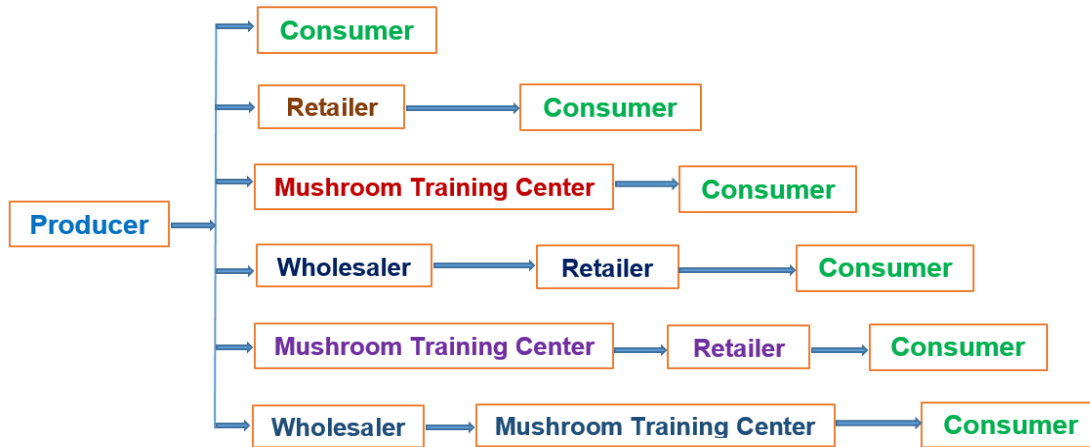 Consumer
Retailer Consumer
Mushroom Training Center Consumer
Producer
Wholesaler Retailer Consumer
Mushroom Training Center Retailer Consumer
Wholesaler Mushroom Training Center Consumer